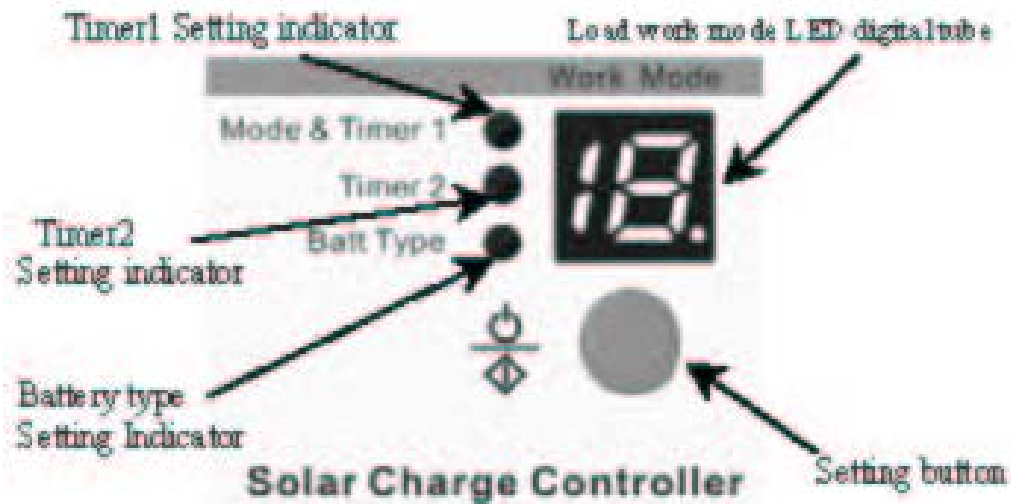 Timer1 Setting indicator
Load work mode LED digital tube
Work Mode
Mode & Timer 1
18.
Timer 2
Timer2
Setting indicator
Batt Type
Battery type
Setting Indicator
Setting button
Solar Charge Controller